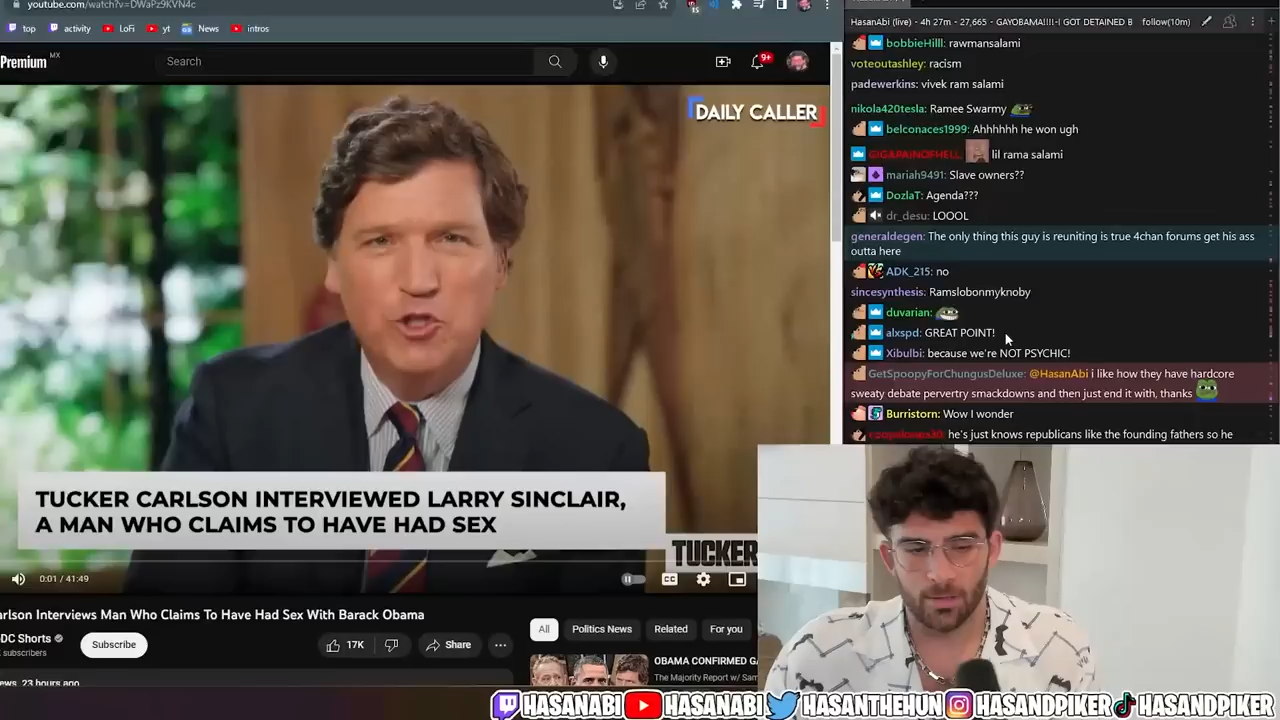 youtube.com/watch?v=DWaPz9KVN4c
top
activity
LoFi
yt
News
intros
Premium MX
Search
9+
DAILY CALLER
TUCKER CARLSON INTERVIEWED LARRY SINCLAIR,
A MAN WHO CLAIMS TO HAVE HAD SEX
TUCKER
0:01 / 41:49
CC
arlson Interviews Man Who Claims To Have Had Sex With Barack Obama
DC Shorts
subscribers
Subscribe
17K
Share
All
Politics News
Related
For you
OBAMA CONFIRMED GA
The Majority Report w/ Sam
news, 23 hours ago
HasanAbi (live) - 4h 27m - 27,665 - GAYOBAMA!!!!-I GOT DETAINED B
follow(10m)
bobbieHilll: rawmansalami
voteoutashley: racism
padewerkins: vivek ram salami
nikola420tesla: Ramee Swarmy
belconaces1999: Ahhhhhh he won ugh
GIGAPAINOFHELL: lil rama salami
mariah9491: Slave owners??
DozlaT: Agenda???
dr_desu: LOOOL
generaldegen: The only thing this guy is reuniting is true 4chan forums get his ass
outta here
ADK_215: no
sincesynthesis: Ramslobonmyknoby
duvarian:
alxspd: GREAT POINT!
Xibulbi: because we're NOT PSYCHIC!
GetSpoopyForChungusDeluxe: @HasanAbi i like how they have hardcore
sweaty debate pervertry smackdowns and then just end it with, thanks
Burristorn: Wow I wonder
he's just knows republicans like the founding fathers so he
HASANABI
HASANABI
HASANTHEHUN
HASANDPIKER
HASANDPIKER